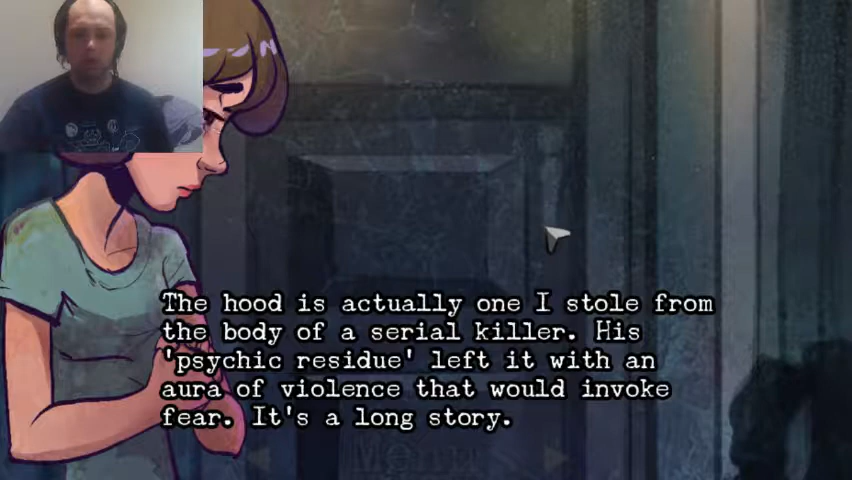 The hood is actually one I stole from
the body of a serial killer. His
'psychic residue' left it with an
aura of violence that would invoke
fear. It's a long story.